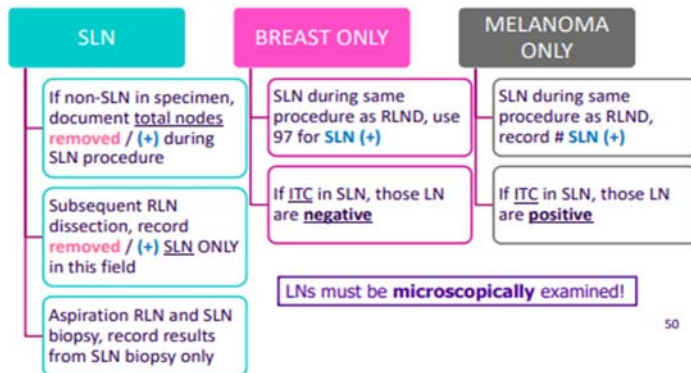 SLN
If non-SLN in specimen,
document total nodes
removed / (+) during
SLN procedure
Subsequent RLN
dissection, record
removed / (+) SLN ONLY
in this field
Aspiration RLN and SLN
biopsy, record results
from SLN biopsy only
BREAST ONLY
SLN during same
procedure as RLND, use
97 for SLN (+)
If ITC in SLN, those LN
are negative
MELANOMA
ONLY
SLN during same
procedure as RLND,
record # SLN (+)
If ITC in SLN, those LN
are positive
LNs must be microscopically examined!
50